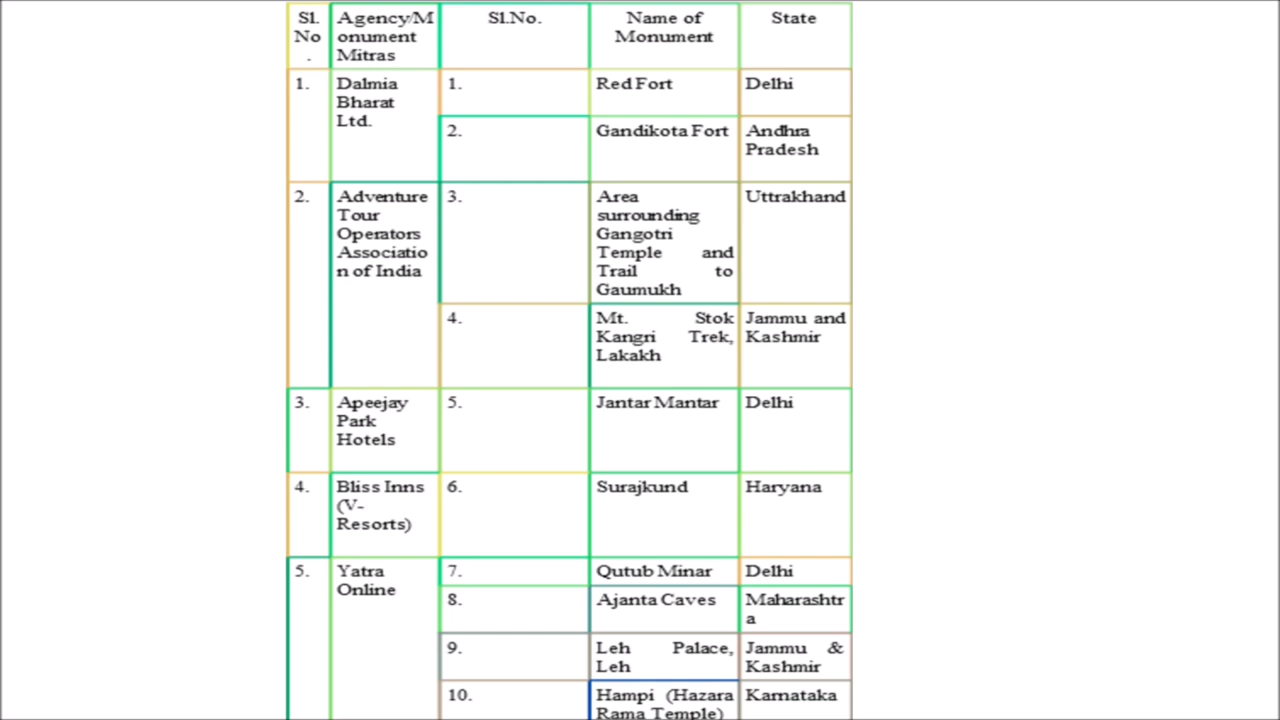 Sl. No . Agency/M onument Mitras Sl.No. Name of Monument State
1. Dalmia Bharat Ltd. 1. Red Fort Delhi
2. Gandikota Fort Andhra Pradesh
2. Adventure Tour Operators Associatio n of India 3. Area surrounding Gangotri Temple and Trail to Gaumukh Uttrakhand
4. Mt. Stok Kangri Trek, Lakakh Jammu and Kashmir
3. Apeejay Park Hotels 5. Jantar Mantar Delhi
4. Bliss Inns (V- Resorts) 6. Surajkund Haryana
5. Yatra Online 7. Qutub Minar Delhi
8. Ajanta Caves Maharashtr a
9. Leh Palace, Leh Jammu & Kashmir
10. Hampi (Hazara Rama Temple) Karnataka